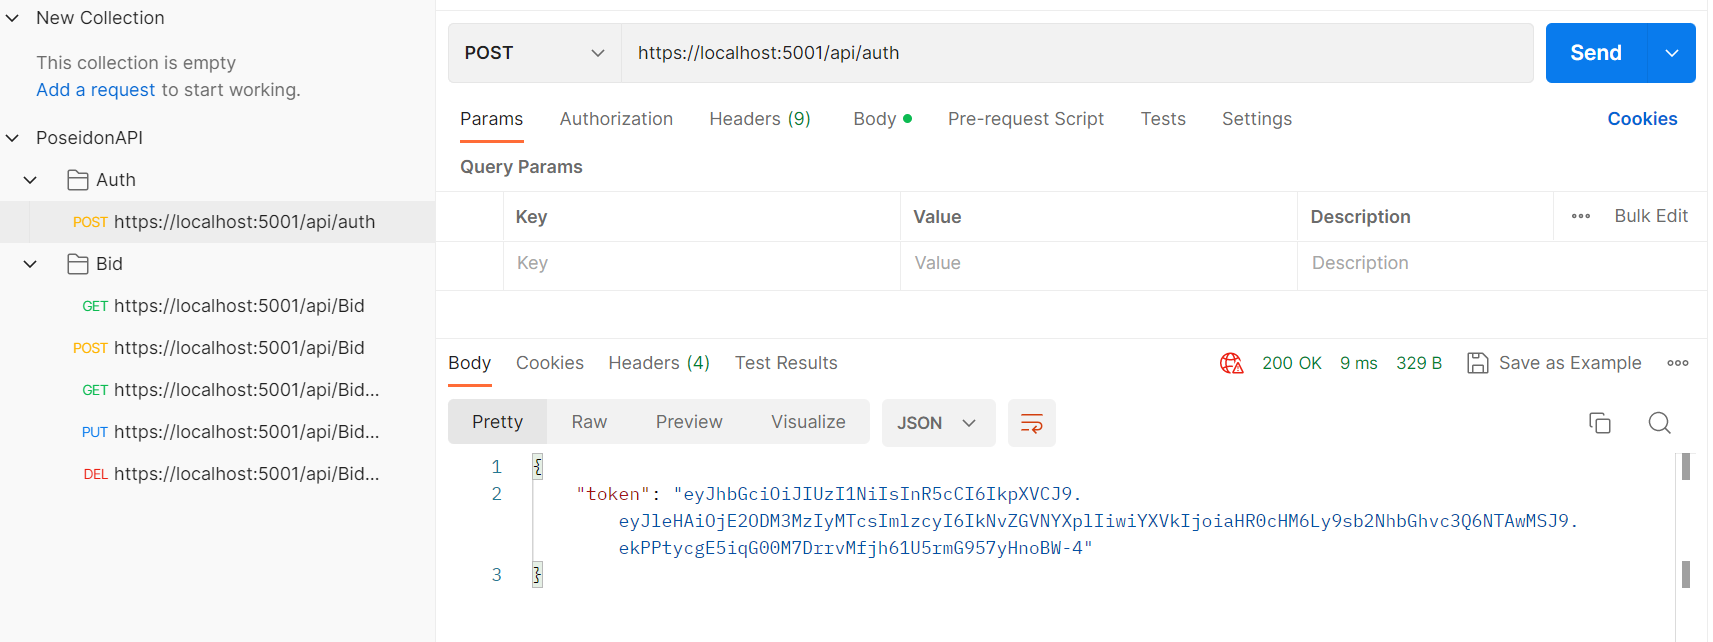 New Collection
This collection is empty
Add a request to start working.
PoseidonAPI
Auth
POST https://localhost:5001/api/auth
Bid
GET https://localhost:5001/api/Bid
POST https://localhost:5001/api/Bid
GET https://localhost:5001/api/Bid...
PUT https://localhost:5001/api/Bid...
DEL https://localhost:5001/api/Bid...
POST https://localhost:5001/api/auth Send
Params Authorization Headers (9) Body Pre-request Script Tests Settings Cookies
Query Params
Key Value Description ••• Bulk Edit
Key Value Description
Body Cookies Headers (4) Test Results 200 OK 9 ms 329 B Save as Example
Pretty Raw Preview Visualize JSON
1 {
2 "token": "eyJhbGciOiJIUzI1NiIsInR5cCI6IkpXVCJ9.
eyJleHAiOjE2ODM3MzIyMTcsImlzcyI6IkNvZGVNYXplIiwiYXVkIjoiaHR0cHM6Ly9sb2NhbGhvc3Q6NTAwMSJ9.
ekPPtycgE5iqG00M7DrrvMfjh61U5rmG957yHnoBW-4"
3 }